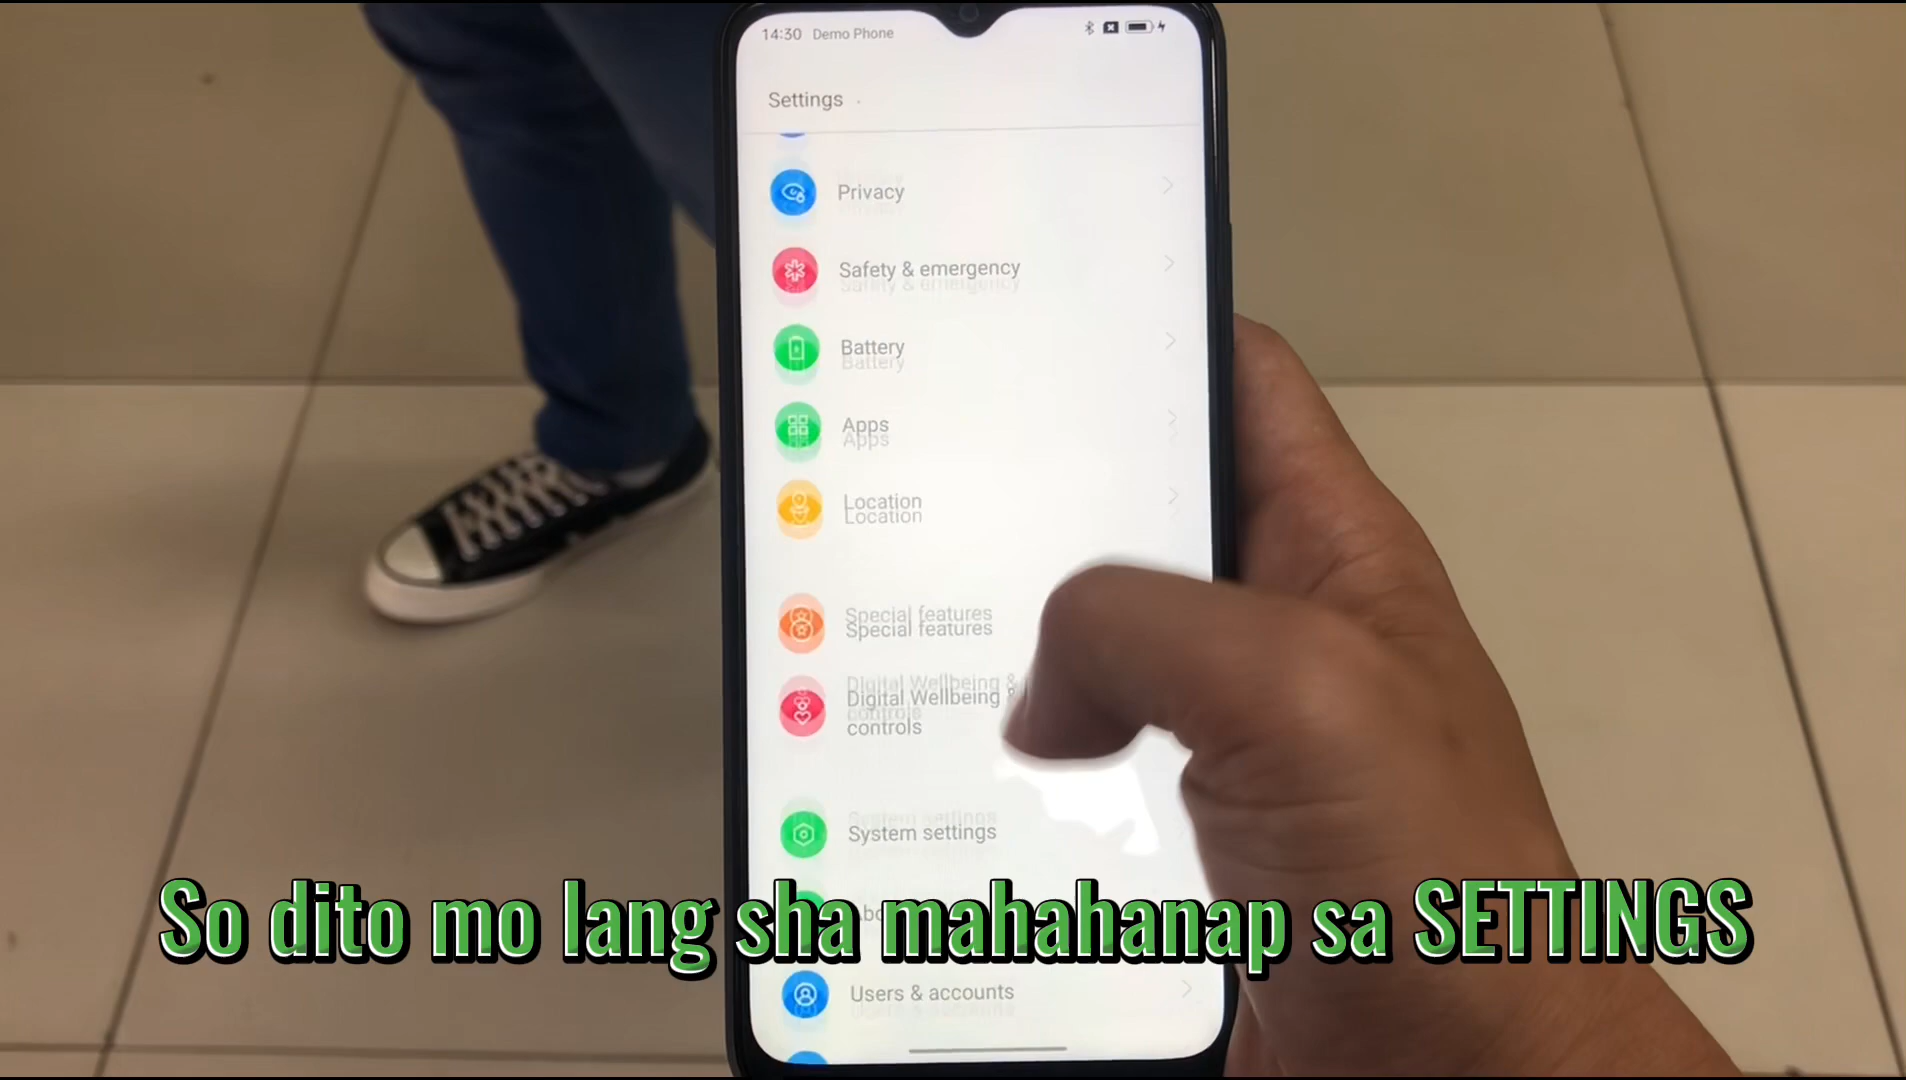 14:30 Demo Phone
Settings
Privacy
Safety & emergency
Battery
Apps
Location
Special features
Digital Wellbeing &
controls
System settings
So dito mo lang sha mahahanap sa SETTINGS
Users & accounts